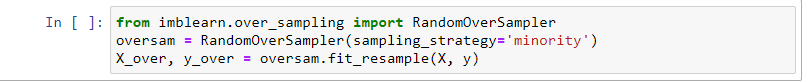 In [ ]: from imblearn.over_sampling import RandomOverSampler
oversam = RandomOverSampler(sampling_strategy='minority')
X_over, y_over = oversam.fit_resample(X, y)